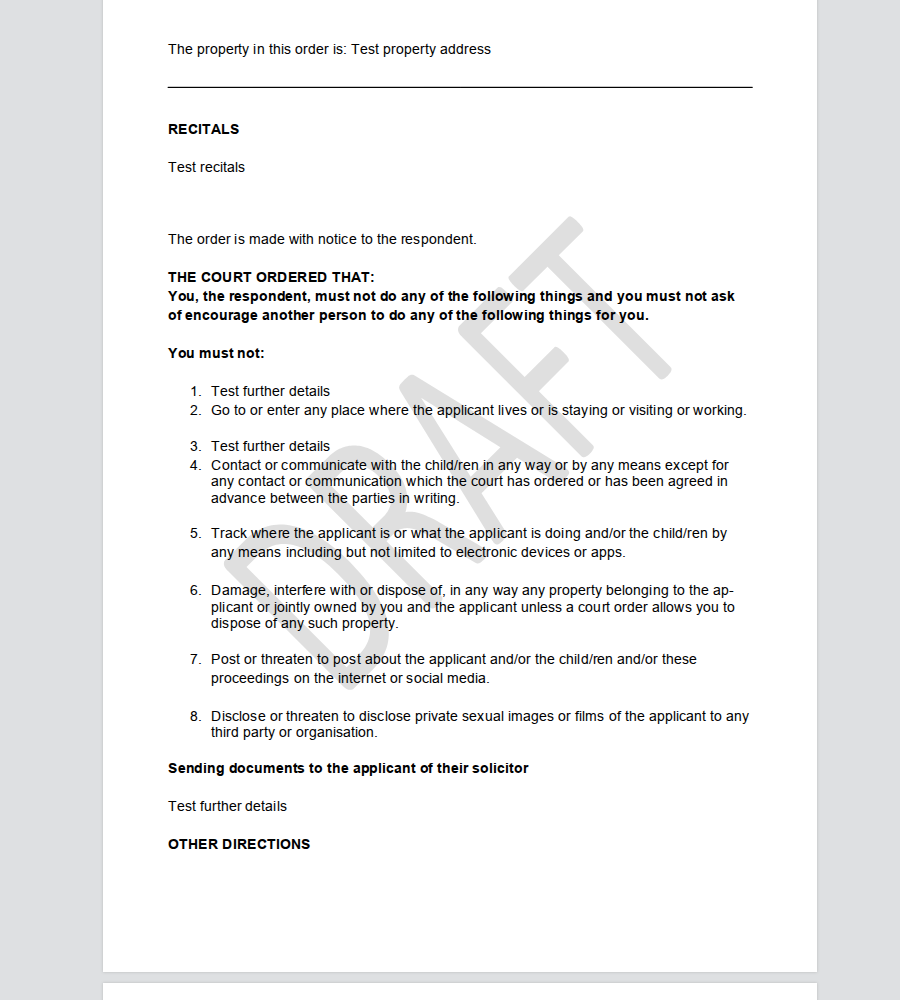 The property in this order is: Test property address
RECITALS
Test recitals
The order is made with notice to the respondent.
THE COURT ORDERED THAT:
You, the respondent, must not do any of the following things and you must not ask
of encourage another person to do any of the following things for you.
You must not:
1. Test further details
2. Go to or enter any place where the applicant lives or is staying or visiting or working.
3. Test further details
4. Contact or communicate with the child/ren in any way or by any means except for
any contact or communication which the court has ordered or has been agreed in
advance between the parties in writing.
5. Track where the applicant is or what the applicant is doing and/or the child/ren by
any means including but not limited to electronic devices or apps.
6. Damage, interfere with or dispose of, in any way any property belonging to the ap-
plicant or jointly owned by you and the applicant unless a court order allows you to
dispose of any such property.
7. Post or threaten to post about the applicant and/or the child/ren and/or these
proceedings on the internet or social media.
8. Disclose or threaten to disclose private sexual images or films of the applicant to any
third party or organisation.
Sending documents to the applicant of their solicitor
Test further details
OTHER DIRECTIONS
DRAFT